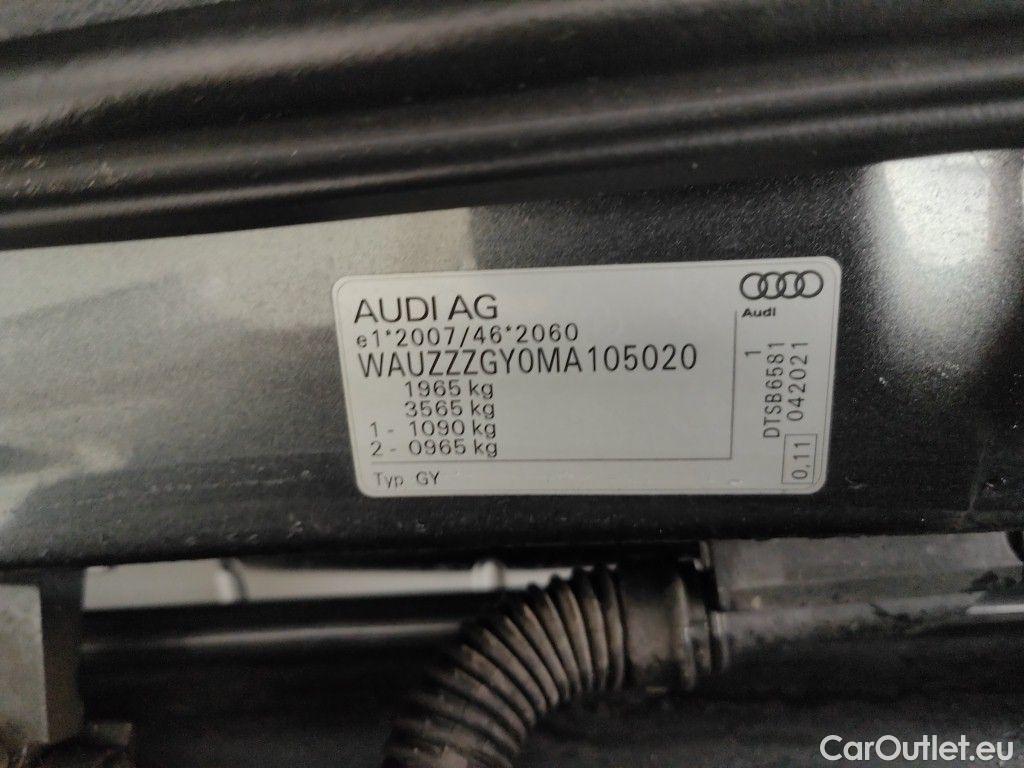 AUDI AG
e1*2007/46*2060
WAUZZZGY0MA105020
1965 kg
3565 kg
1 - 1090 kg
2 - 0965 kg
Typ GY
Audi
1
DTSB6581
042021
0,11
CarOutlet.eu